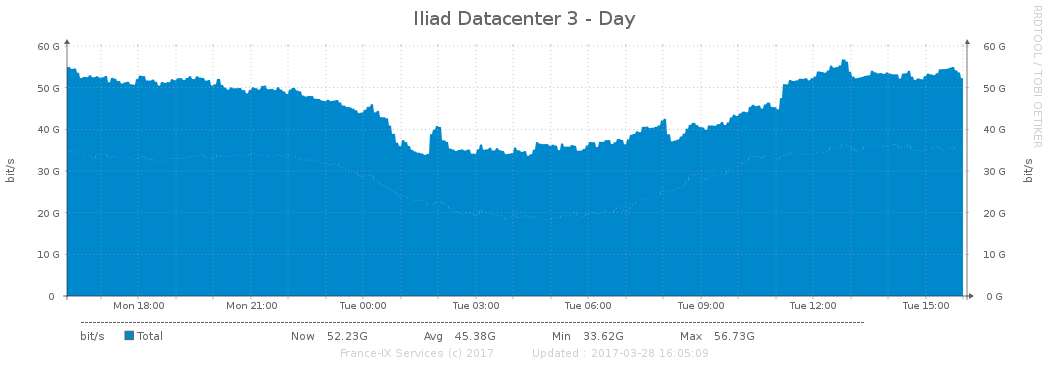 Iliad Datacenter 3 - Day
RRDTOOL / TOBI OETIKER
60 G 60 G
50 G 50 G
40 G 40 G
30 G 30 G
20 G 20 G
10 G 10 G
0 0 G
bit/s bit/s
Mon 18:00 Mon 21:00 Tue 00:00 Tue 03:00 Tue 06:00 Tue 09:00 Tue 12:00 Tue 15:00
bit/s Total Now 52.23G Avg 45.38G Min 33.62G Max 56.73G
France-IX Services (c) 2017 Updated : 2017-03-28 16:05:09